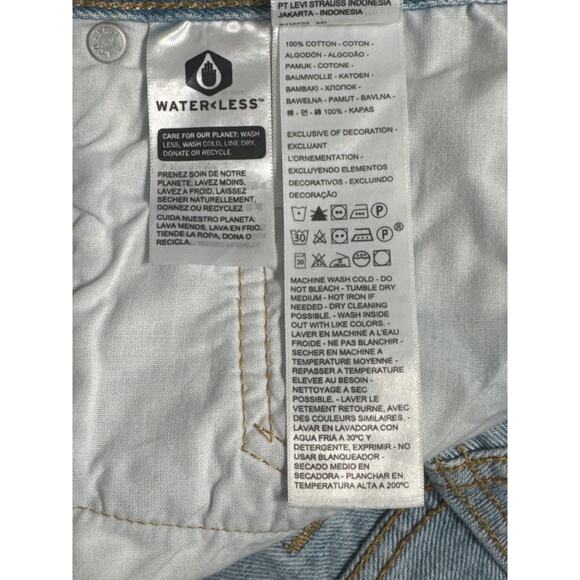 WATER<LESS™
CARE FOR OUR PLANET: WASH
LESS, WASH COLD, LINE DRY,
DONATE OR RECYCLE
PRENEZ SOIN DE NOTRE
PLANETE: LAVEZ MOINS,
LAVEZ A FROID, LAISSEZ
SECHER NATURELLEMENT,
DONNEZ OU RECYCLEZ
CUIDA NUESTRO PLANETA:
LAVA MENOS, LAVA EN FRIO,
TIENDE LA ROPA, DONA O
RECICLA.
PT LEVI STRAUSS INDONESIA
JAKARTA - INDONESIA
100% COTTON - COTON -
ALGODÓN - ALGODÃO -
PAMUK - COTONE -
BAUMWOLLE - KATOEN -
BAMBAKI - ХЛОПОК -
BAWEŁNA - PAMUT - BAVLNA -
棉 - 면 - 綿 100% - KAPAS
EXCLUSIVE OF DECORATION -
EXCLUANT
L'ORNEMENTATION -
EXCLUYENDO ELEMENTOS
DECORATIVOS - EXCLUINDO
DECORAÇÃO
P
30 P ®
30
MACHINE WASH COLD - DO
NOT BLEACH - TUMBLE DRY
MEDIUM - HOT IRON IF
NEEDED - DRY CLEANING
POSSIBLE. - WASH INSIDE
OUT WITH LIKE COLORS. -
LAVER EN MACHINE A L'EAU
FROIDE - NE PAS BLANCHIR -
SECHER EN MACHINE A
TEMPERATURE MOYENNE -
REPASSER A TEMPERATURE
ELEVEE AU BESOIN -
NETTOYAGE A SEC
POSSIBLE. - LAVER LE
VETEMENT RETOURNE, AVEC
DES COULEURS SIMILAIRES. -
LAVAR EN LAVADORA CON
AGUA FRIA A 30ºC Y
DETERGENTE, EXPRIMIR - NO
USAR BLANQUEADOR -
SECADO MEDIO EN
SECADORA - PLANCHAR EN
TEMPERATURA ALTA A 200ºC